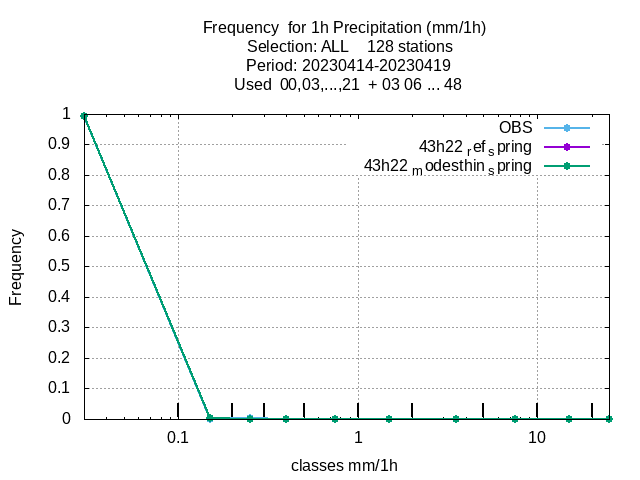 Frequency  for 1h Precipitation (mm/1h)
Selection: ALL    128 stations
Period: 20230414-20230419
Used  00,03,...,21  + 03 06 ... 48
OBS
43h22 ref spring
43h22 modesthin spring
1
0.9
0.8
0.7
0.6
0.5
0.4
0.3
0.2
0.1
0
Frequency
0.1 1 10
classes mm/1h